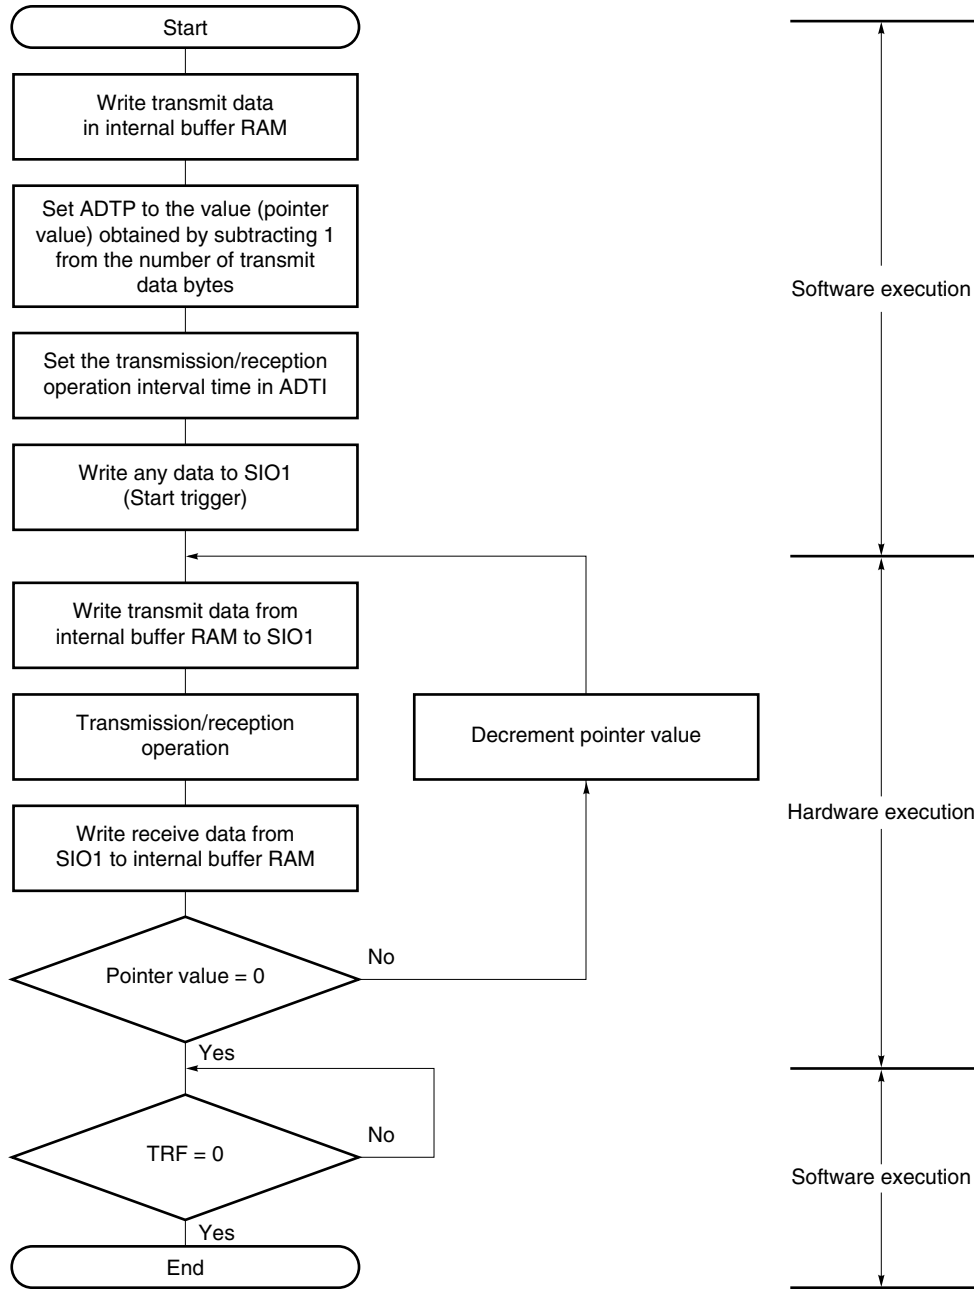 Start
Write transmit data
in internal buffer RAM
Set ADTP to the value (pointer
value) obtained by subtracting 1
from the number of transmit
data bytes
Software execution
Set the transmission/reception
operation interval time in ADTI
Write any data to SIO1
(Start trigger)
Write transmit data from
internal buffer RAM to SIO1
Transmission/reception
operation
Decrement pointer value
Write receive data from
SIO1 to internal buffer RAM
Hardware execution
Pointer value = 0
No
Yes
TRF = 0
No
Software execution
Yes
End